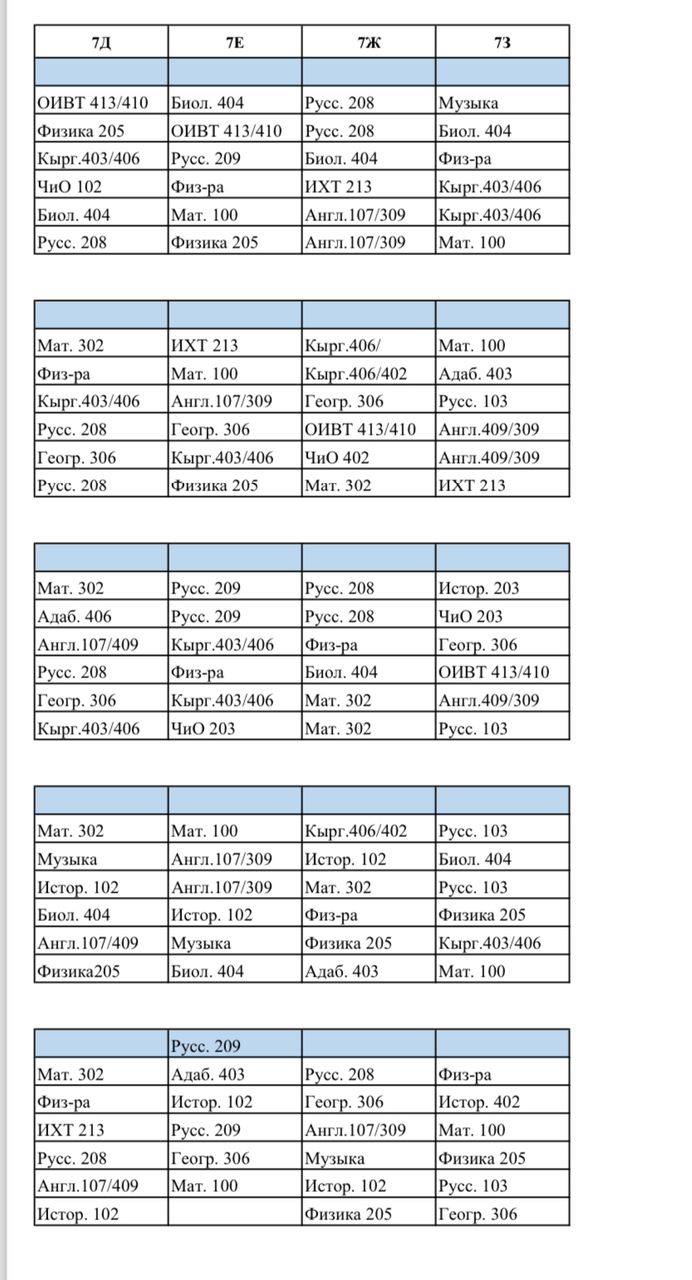 7Д 7Е 7Ж 7З
ОИВТ 413/410 Биол. 404 Русс. 208 Музыка
Физика 205 ОИВТ 413/410 Русс. 208 Биол. 404
Кырг.403/406 Русс. 209 Биол. 404 Физ-ра
ЧиО 102 Физ-ра ИХТ 213 Кырг.403/406
Биол. 404 Мат. 100 Англ.107/309 Кырг.403/406
Русс. 208 Физика 205 Англ.107/309 Мат. 100
Мат. 302 ИХТ 213 Кырг.406/ Мат. 100
Физ-ра Мат. 100 Кырг.406/402 Адаб. 403
Кырг.403/406 Англ.107/309 Геогр. 306 Русс. 103
Русс. 208 Геогр. 306 ОИВТ 413/410 Англ.409/309
Геогр. 306 Кырг.403/406 ЧиО 402 Англ.409/309
Русс. 208 Физика 205 Мат. 302 ИХТ 213
Мат. 302 Русс. 209 Русс. 208 Истор. 203
Адаб. 406 Русс. 209 Русс. 208 ЧиО 203
Англ.107/409 Кырг.403/406 Физ-ра Геогр. 306
Русс. 208 Физ-ра Биол. 404 ОИВТ 413/410
Геогр. 306 Кырг.403/406 Мат. 302 Англ.409/309
Кырг.403/406 ЧиО 203 Мат. 302 Русс. 103
Мат. 302 Мат. 100 Кырг.406/402 Русс. 103
Музыка Англ.107/309 Истор. 102 Биол. 404
Истор. 102 Англ.107/309 Мат. 302 Русс. 103
Биол. 404 Истор. 102 Физ-ра Физика 205
Англ.107/409 Музыка Физика 205 Кырг.403/406
Физика205 Биол. 404 Адаб. 403 Мат. 100
Русс. 209
Мат. 302 Адаб. 403 Русс. 208 Физ-ра
Физ-ра Истор. 102 Геогр. 306 Истор. 402
ИХТ 213 Русс. 209 Англ.107/309 Мат. 100
Русс. 208 Геогр. 306 Музыка Физика 205
Англ.107/409 Мат. 100 Истор. 102 Русс. 103
Истор. 102 Физика 205 Геогр. 306